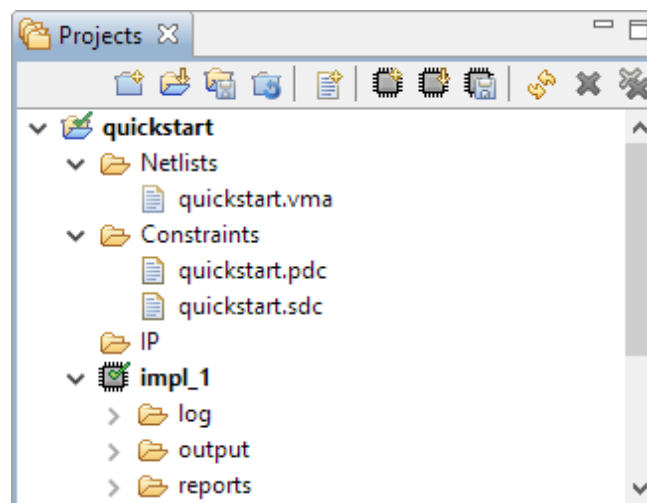 Projects
quickstart
Netlists
quickstart.vma
Constraints
quickstart.pdc
quickstart.sdc
IP
impl_1
log
output
reports